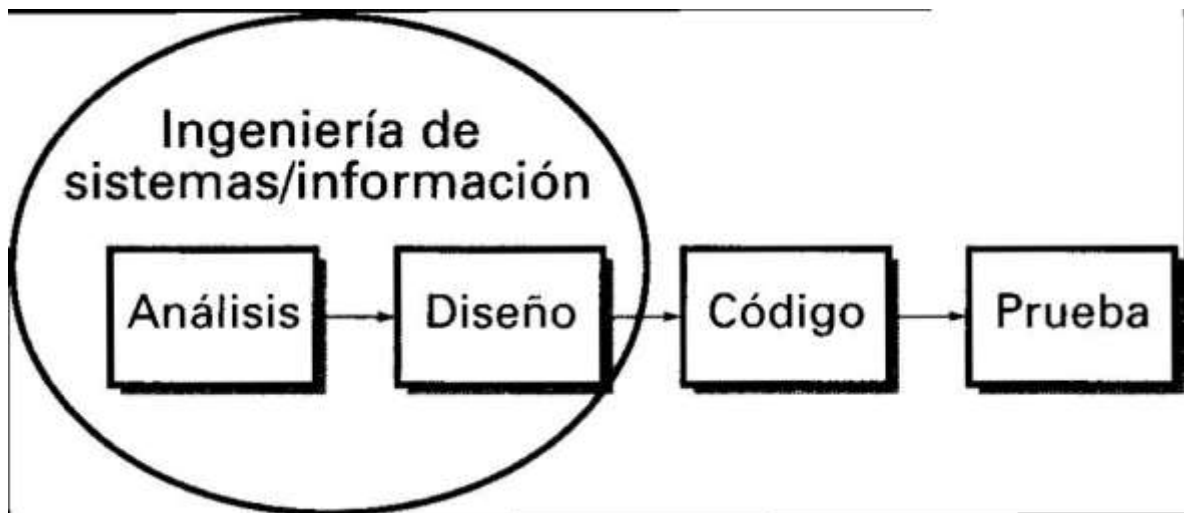 Ingeniería de
sistemas/información
Análisis
Diseño
Código
Prueba